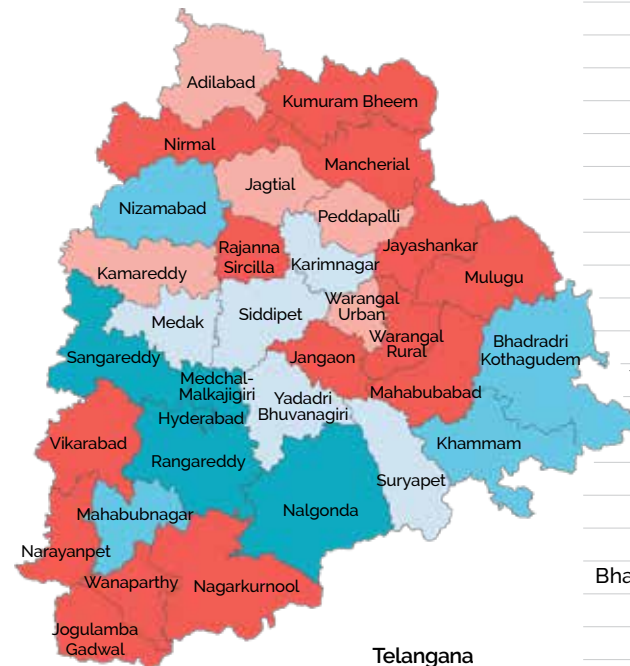 Adilabad
Kumuram Bheem
Nirmal
Mancherial
Jagtial
Nizamabad
Peddapalli
Rajanna
Sircilla
Jayashankar
Karimnagar
Kamareddy
Mulugu
Warangal
Urban
Siddipet
Medak
Warangal
Rural
Bhadradri
Kothagudem
Sangareddy
Jangaon
Medchal-
Malkajigiri
Mahabubabad
Yadadri
Bhuvanagiri
Hyderabad
Vikarabad
Khammam
Rangareddy
Suryapet
Nalgonda
Mahabubnagar
Narayanpet
Wanaparthy
Nagarkurnool
Bha
Jogulamba
Gadwal
Telangana